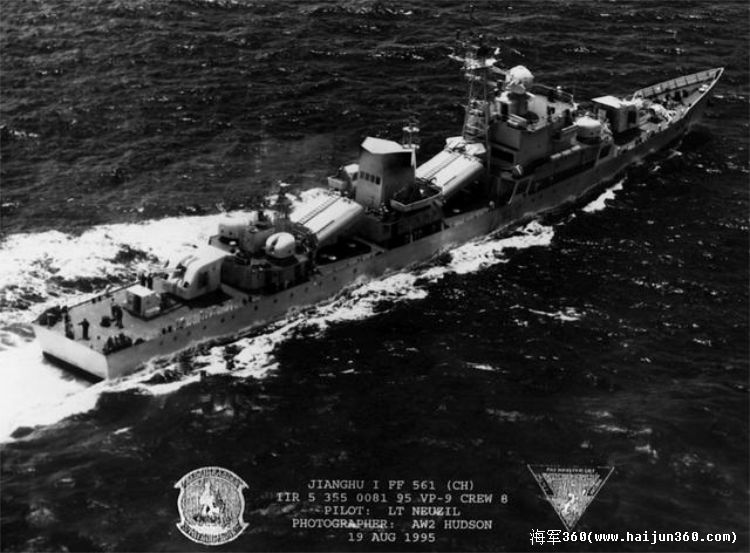 JIANGHU I FF 561 (CH)
IIR 5 355 0081 95 VP-9 CREW 8
PILOT: LT NEUZIL
PHOTOGRAPHER: AW2 HUDSON
19 AUG 1995
海军360(www.haijun360.com)